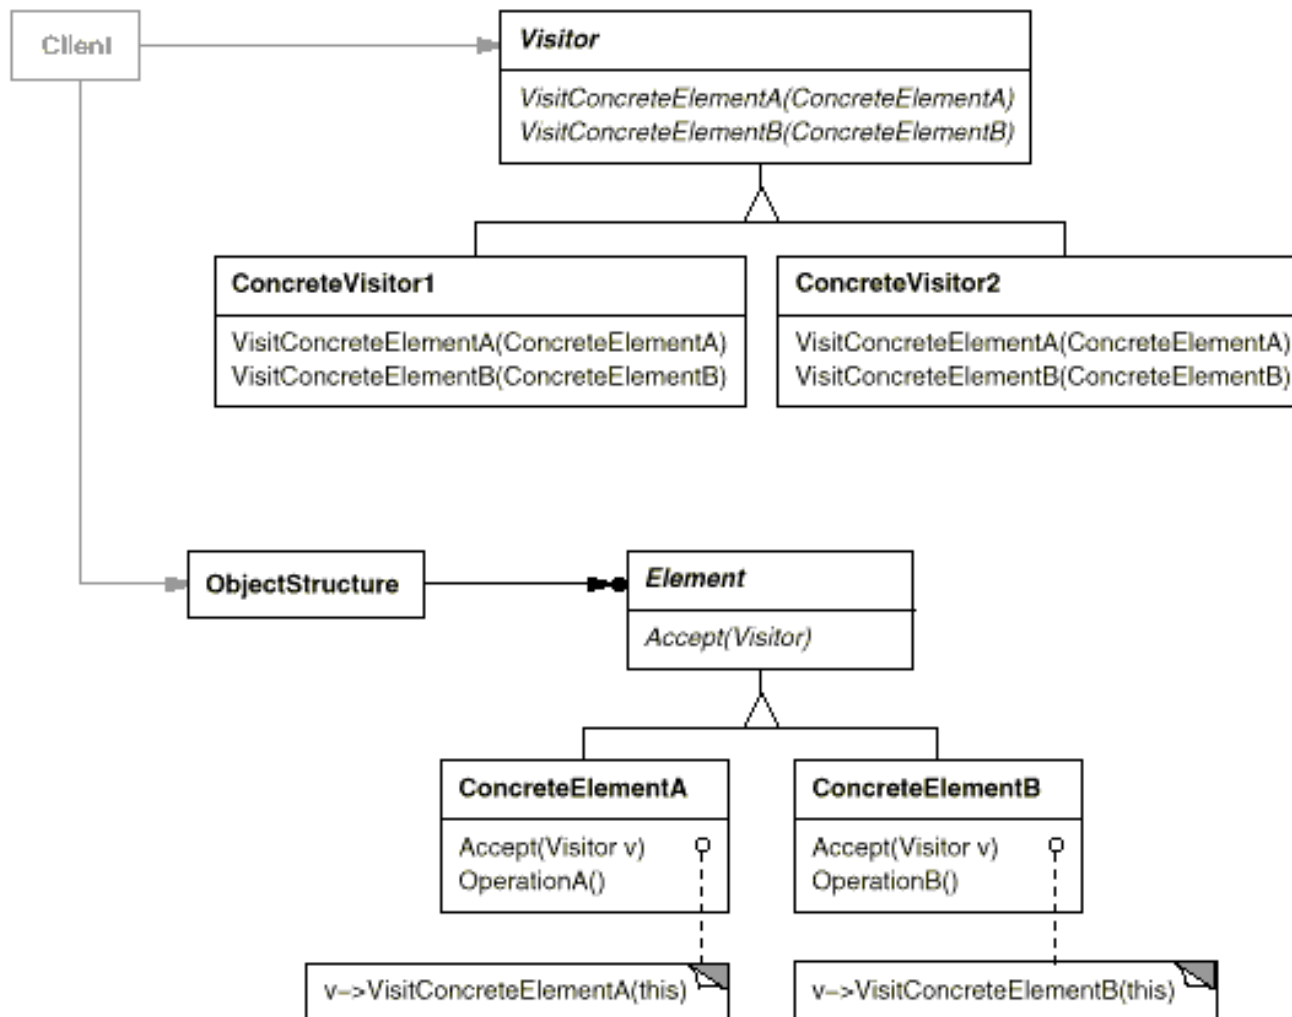 Client
Visitor
VisitConcreteElementA(ConcreteElementA)
VisitConcreteElementB(ConcreteElementB)
ConcreteVisitor1
VisitConcreteElementA(ConcreteElementA)
VisitConcreteElementB(ConcreteElementB)
ConcreteVisitor2
VisitConcreteElementA(ConcreteElementA)
VisitConcreteElementB(ConcreteElementB)
ObjectStructure
Element
Accept(Visitor)
ConcreteElementA
Accept(Visitor v)
OperationA()
ConcreteElementB
Accept(Visitor v)
OperationB()
v->VisitConcreteElementA(this)
v->VisitConcreteElementB(this)